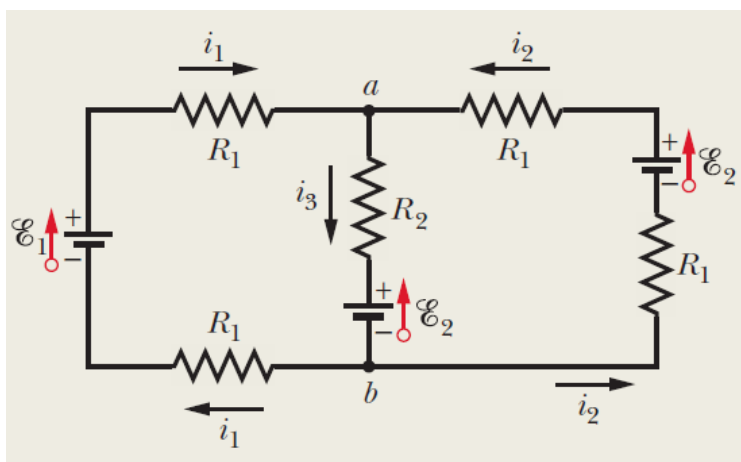 i₁
i₂
a
R₁
R₁
+
ℰ₂
−
i₃
R₂
+
ℰ₁
−
R₁
R₁
+
ℰ₂
−
b
i₁
i₂